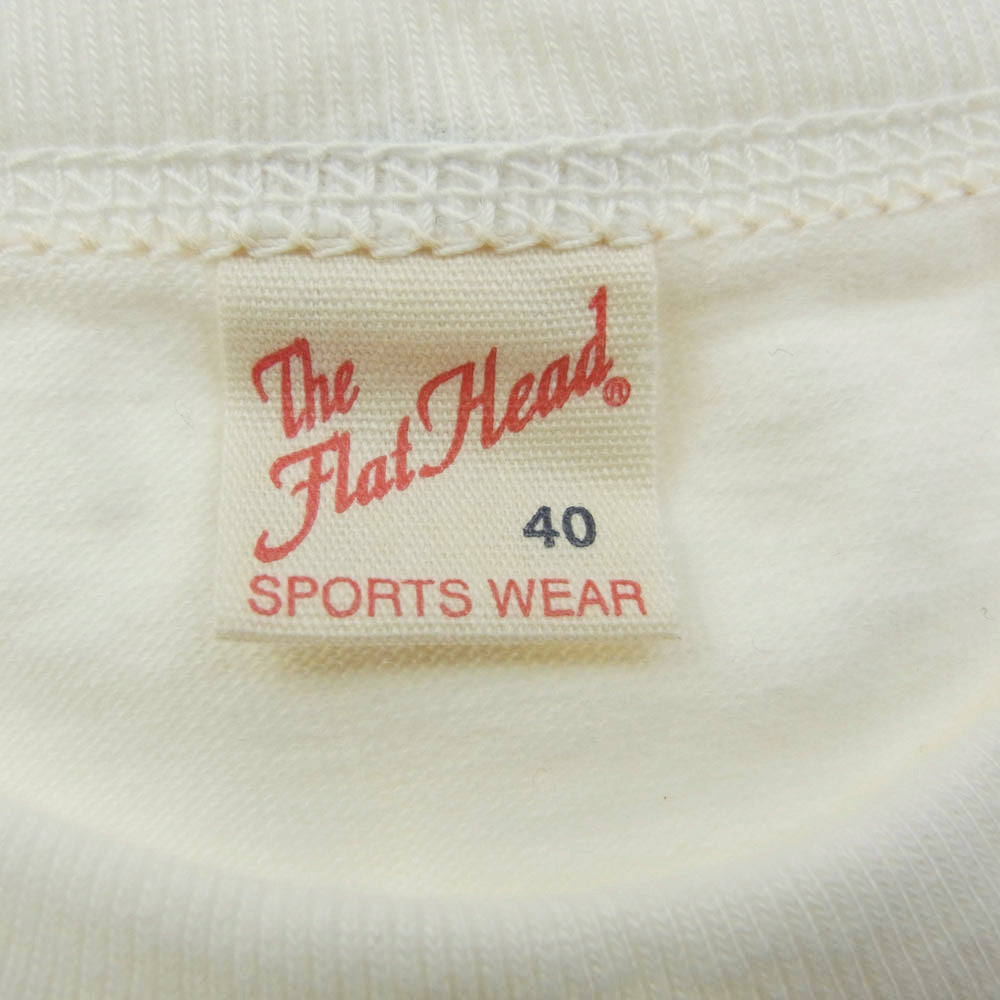 The
Flat Head®
40
SPORTS WEAR